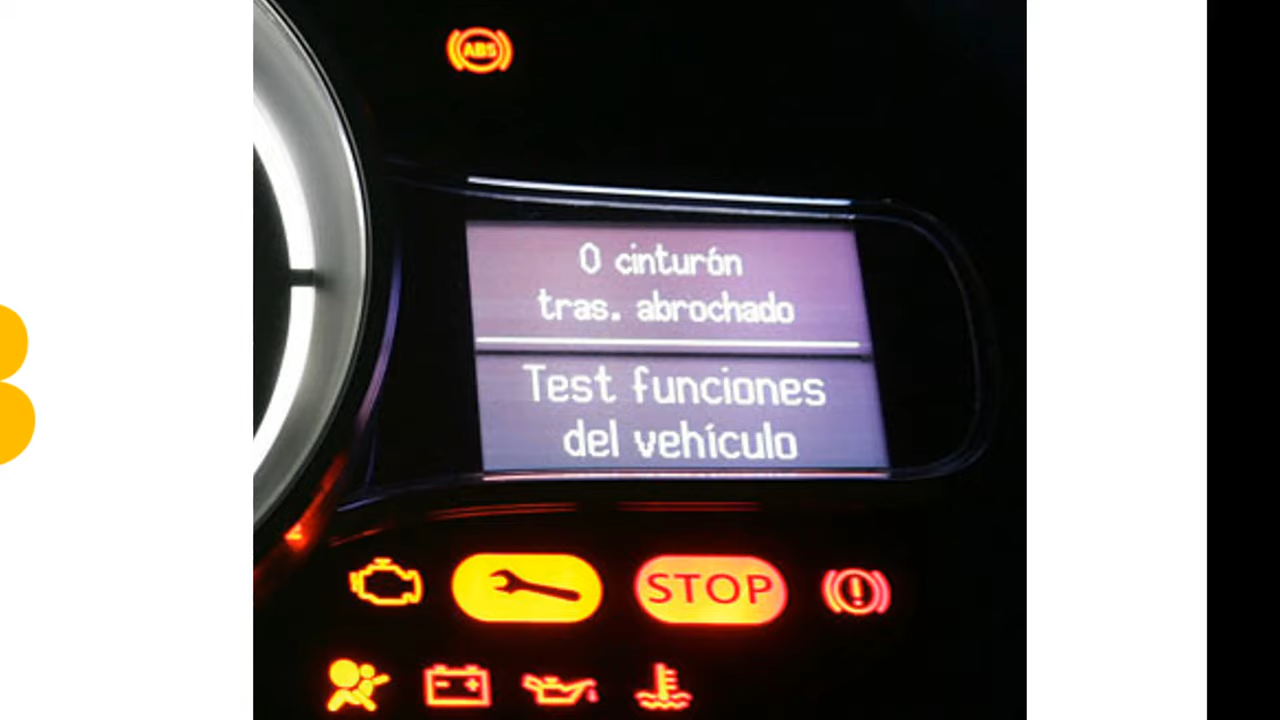 ABS
0 cinturón
tras. abrochado
Test funciones
del vehículo
STOP